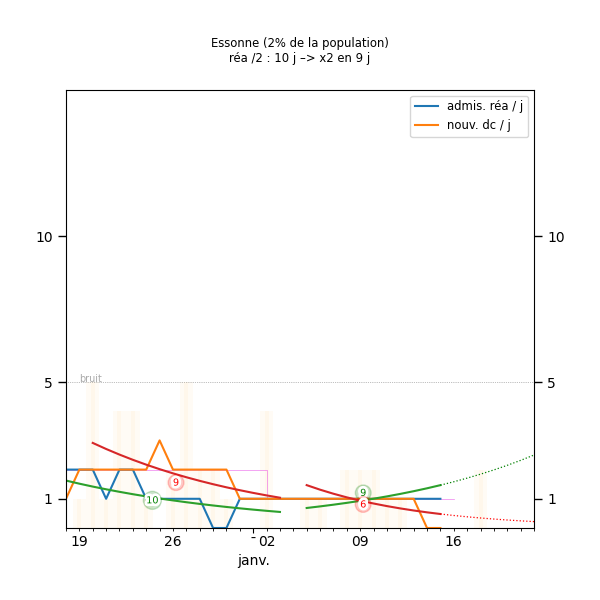 Essonne (2% de la population)
réa /2 : 10 j –> x2 en 9 j
admis. réa / j
nouv. dc / j
10 10
bruit
5 5
9
9
10
6
1 1
19 26 02 09 16
janv.